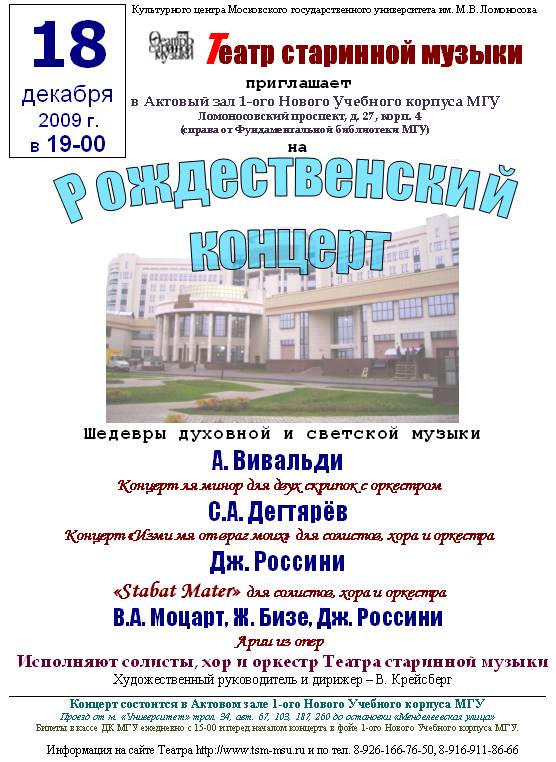 Культурного центра Московского государственного университета им. М.В.Ломоносова
18
декабря
2009 г.
в 19-00
Театр старинной музыки
Театр старинной музыки
приглашает
в Актовый зал 1-ого Нового Учебного корпуса МГУ
Ломоносовский проспект, д. 27, корп. 4
(справа от Фундаментальной библиотеки МГУ)
на
Рождественский
концерт
Шедевры духовной и светской музыки
А. Вивальди
Концерт ля минор для двух скрипок с оркестром
С.А. Дегтярёв
Концерт «Изми мя от враг моих» для солистов, хора и оркестра
Дж. Россини
«Stabat Mater» для солистов, хора и оркестра
В.А. Моцарт, Ж. Бизе, Дж. Россини
Арии из опер
Исполняют солисты, хор и оркестр Театра старинной музыки
Художественный руководитель и дирижер – В. Крейсберг
Концерт состоится в Актовом зале 1-ого Нового Учебного корпуса МГУ
Проезд от м. «Университет» трол. 34, авт. 67, 103, 187, 260 до остановки «Менделеевская улица»
Билеты в кассе ДК МГУ ежедневно с 15-00 и перед началом концерта в фойе 1-ого Нового Учебного корпуса МГУ.
Информация на сайте Театра http://www.tsm-msu.ru и по тел. 8-926-166-76-50, 8-916-911-86-66